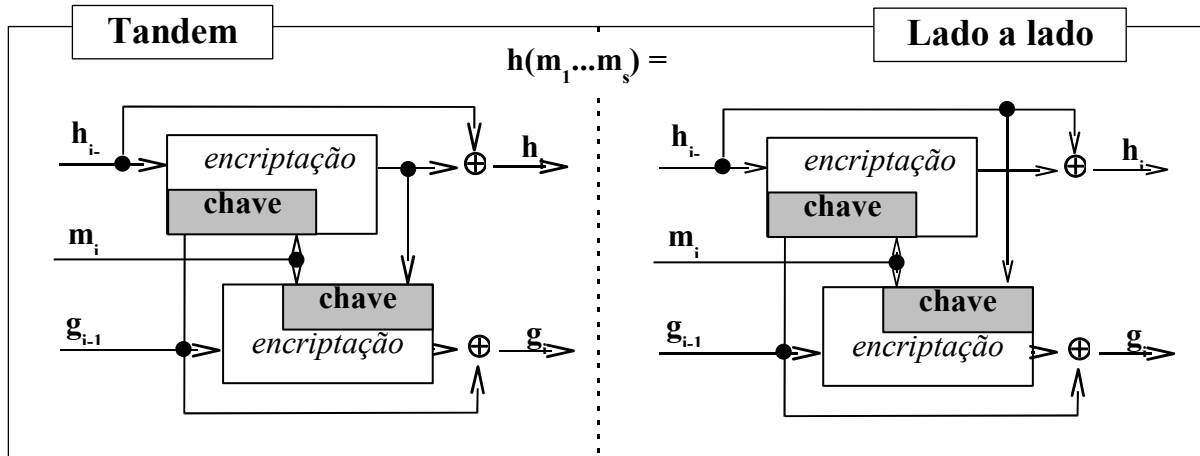 Tandem
Lado a lado
h(m₁...mₛ) =
hᵢ₋
encriptação
h
chave
mᵢ
chave
gᵢ₋₁
encriptação
gᵢ
hᵢ₋
encriptação
hᵢ
chave
mᵢ
chave
gᵢ₋₁
encriptação
gᵢ